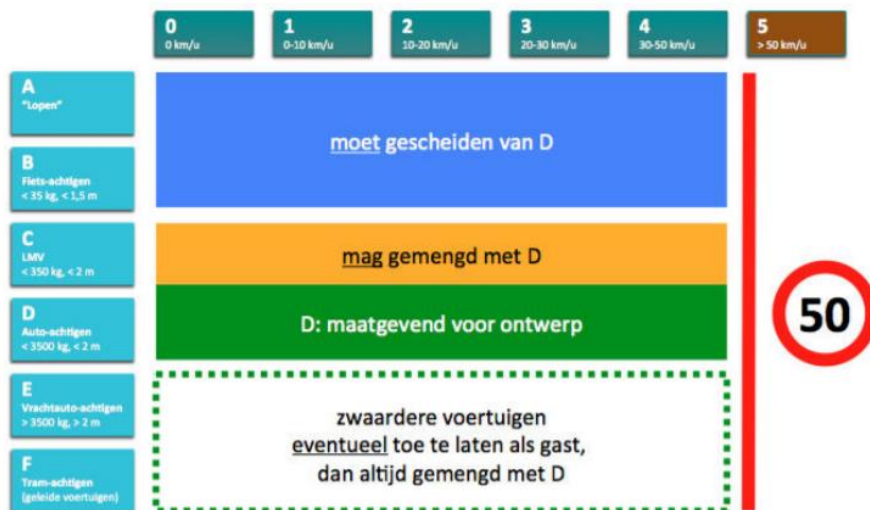 0
0 km/u
1
0-10 km/u
2
10-20 km/u
3
20-30 km/u
4
30-50 km/u
5
> 50 km/u
A
"Lopen"
B
Fiets-achtigen
< 35 kg, < 1,5 m
moet gescheiden van D
C
LMV
< 350 kg, < 2 m
mag gemengd met D
D
Auto-achtigen
< 3500 kg, < 2 m
D: maatgevend voor ontwerp
50
E
Vrachtauto-achtigen
> 3500 kg, > 2 m
F
Tram-achtigen
(geleide voertuigen)
zwaardere voertuigen
eventueel toe te laten als gast,
dan altijd gemengd met D